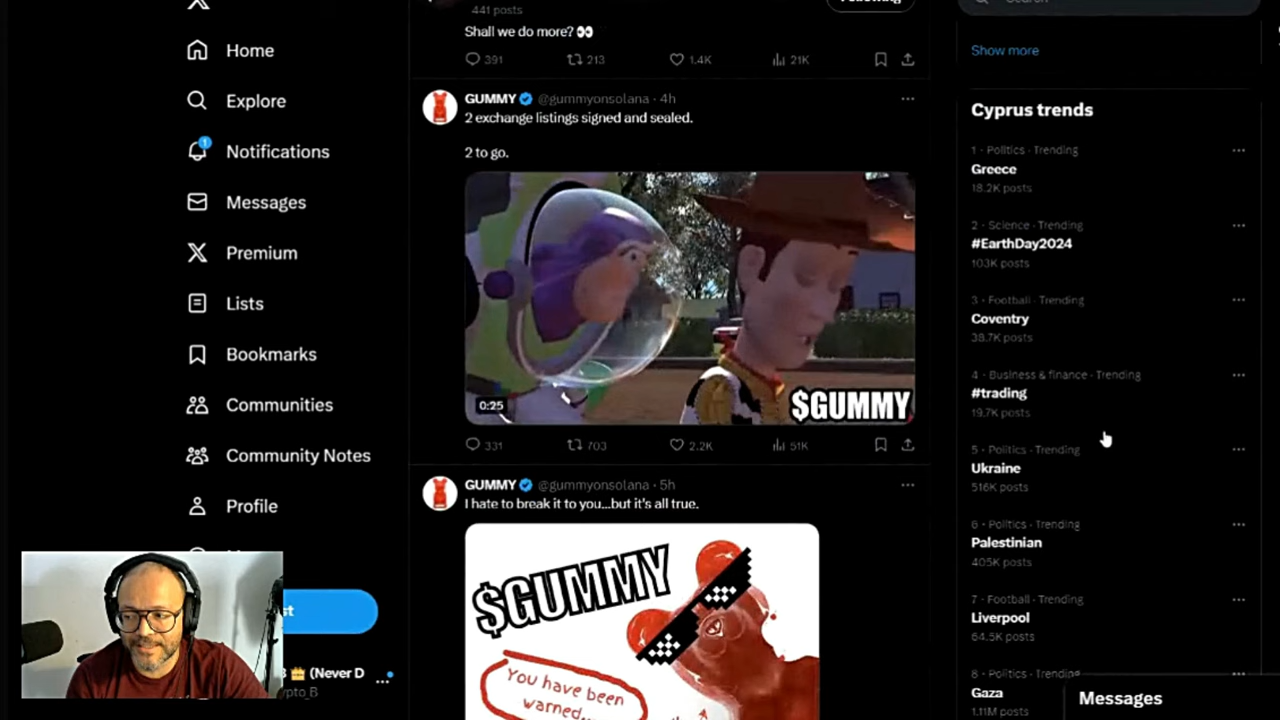 Home
Explore
1
Notifications
Messages
Premium
Lists
Bookmarks
Communities
Community Notes
Profile
st
B 👑 (Never D
ypto B
441 posts
Following
Shall we do more? 👀
391 213 1.4K 21K
GUMMY @gummyonsolana · 4h
2 exchange listings signed and sealed.
2 to go.
0:25
$GUMMY
331 703 2.2K 51K
GUMMY @gummyonsolana · 5h
I hate to break it to you...but it's all true.
$GUMMY
You have been
warned...
Search
Show more
Cyprus trends
1 · Politics · Trending
Greece
18.2K posts
2 · Science · Trending
#EarthDay2024
103K posts
3 · Football · Trending
Coventry
38.7K posts
4 · Business & finance · Trending
#trading
19.7K posts
5 · Politics · Trending
Ukraine
516K posts
6 · Politics · Trending
Palestinian
405K posts
7 · Football · Trending
Liverpool
64.5K posts
8 · Politics · Trending
Gaza
1.11M posts
Messages